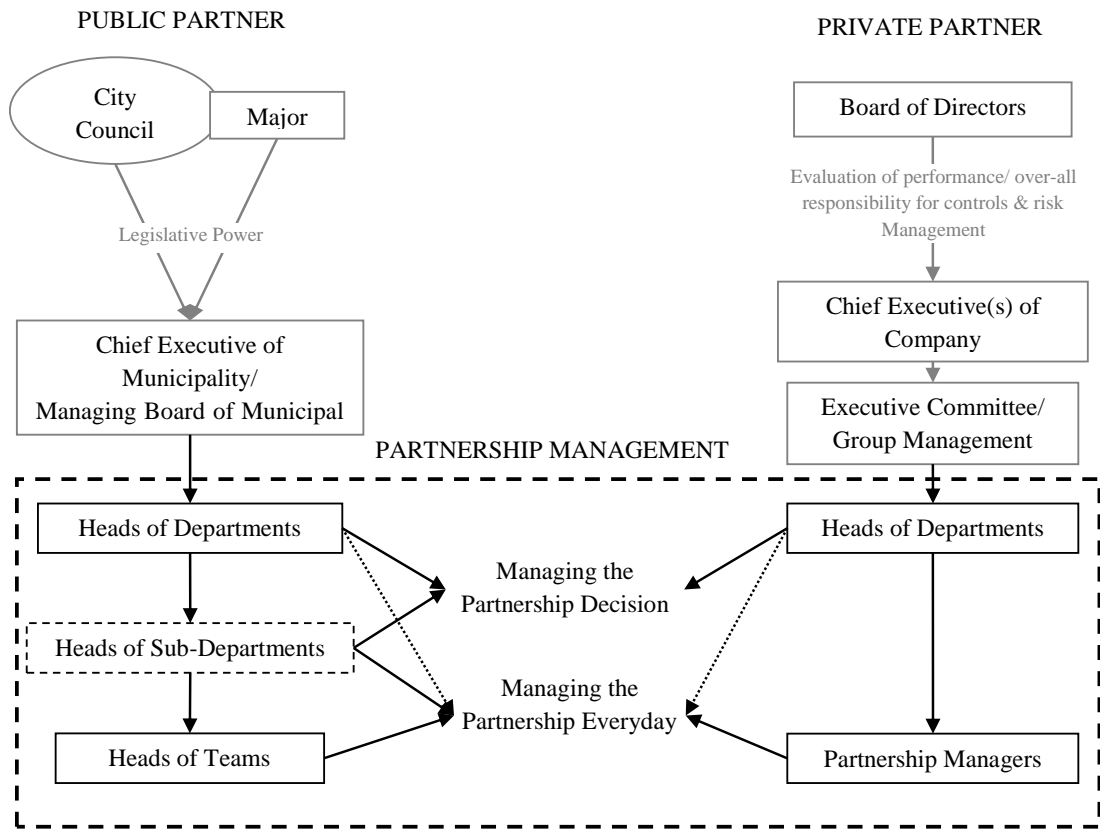 PUBLIC PARTNER
City
Council
Major
Legislative Power
Chief Executive of
Municipality/
Managing Board of Municipal
PRIVATE PARTNER
Board of Directors
Evaluation of performance/ over-all
responsibility for controls & risk
Management
Chief Executive(s) of
Company
Executive Committee/
Group Management
PARTNERSHIP MANAGEMENT
Heads of Departments
Heads of Sub-Departments
Heads of Teams
Managing the
Partnership Decision
Managing the
Partnership Everyday
Heads of Departments
Partnership Managers